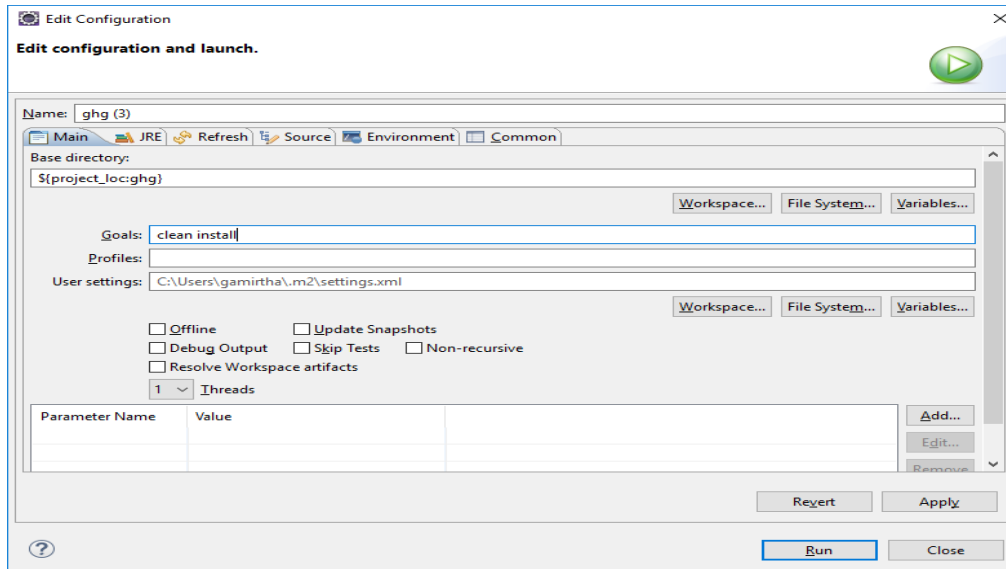 Edit Configuration
Edit configuration and launch.
Name: ghg (3)
Main JRE Refresh Source Environment Common
Base directory:
${project_loc:ghg}
Workspace... File System... Variables...
Goals: clean install
Profiles:
User settings: C:\Users\gamirtha\.m2\settings.xml
Workspace... File System... Variables...
Offline Update Snapshots
Debug Output Skip Tests Non-recursive
Resolve Workspace artifacts
1 Threads
Parameter Name Value Add...
Edit...
Remove
Revert Apply
? Run Close